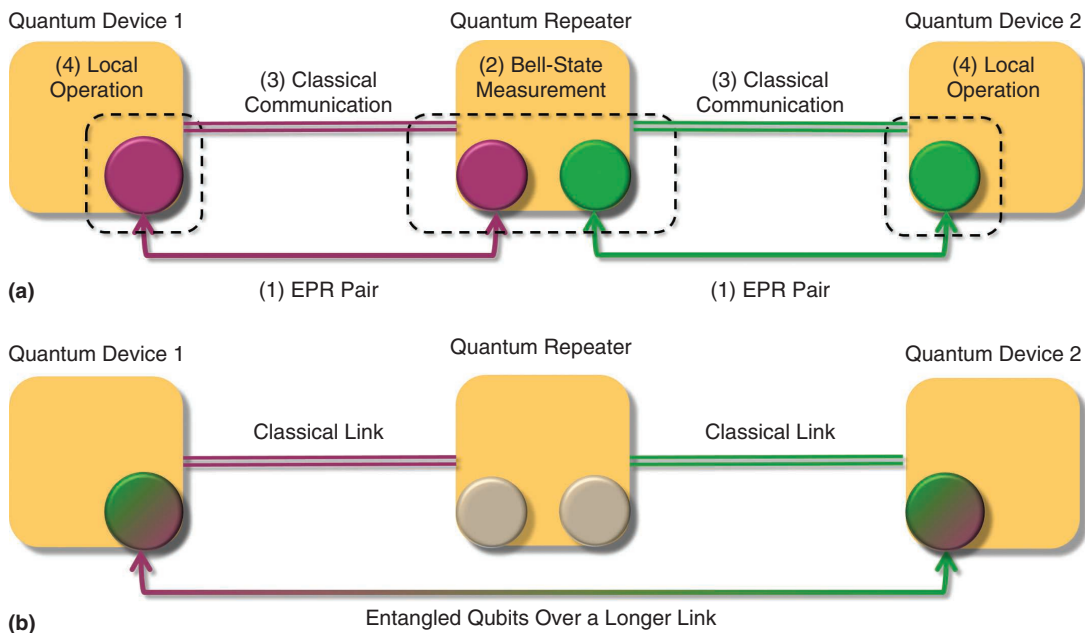 Quantum Device 1
Quantum Repeater
Quantum Device 2
(4) Local
Operation
(3) Classical
Communication
(2) Bell-State
Measurement
(3) Classical
Communication
(4) Local
Operation
(a)
(1) EPR Pair
(1) EPR Pair
Quantum Device 1
Quantum Repeater
Quantum Device 2
Classical Link
Classical Link
(b)
Entangled Qubits Over a Longer Link